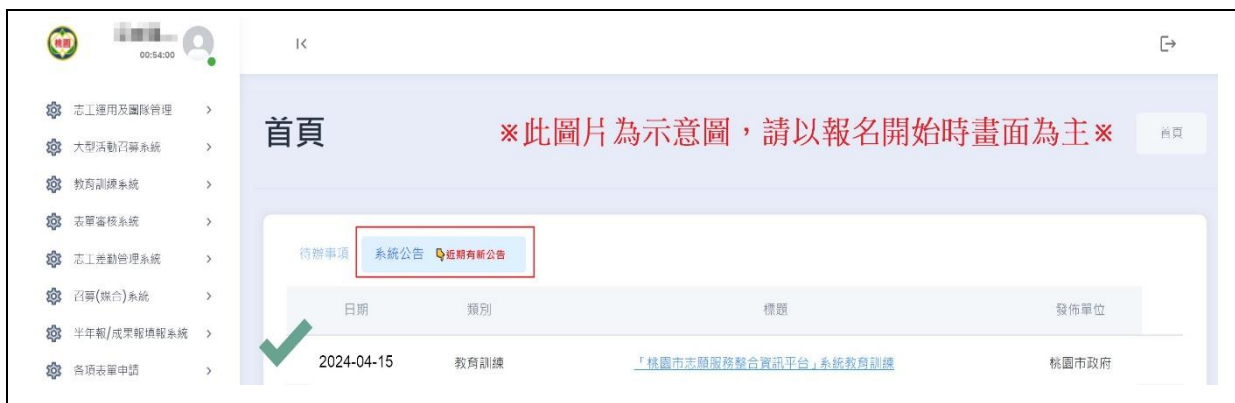 桃園
00:54:00
志工運用及團隊管理
大型活動召募系統
教育訓練系統
表單審核系統
志工差勤管理系統
召募(媒合)系統
半年報/成果報填報系統
各項表單申請
首頁
※此圖片為示意圖，請以報名開始時畫面為主※
首頁
待辦事項 系統公告 近期有新公告
日期 類別 標題 發佈單位
2024-04-15 教育訓練 「桃園市志願服務整合資訊平台」系統教育訓練 桃園市政府